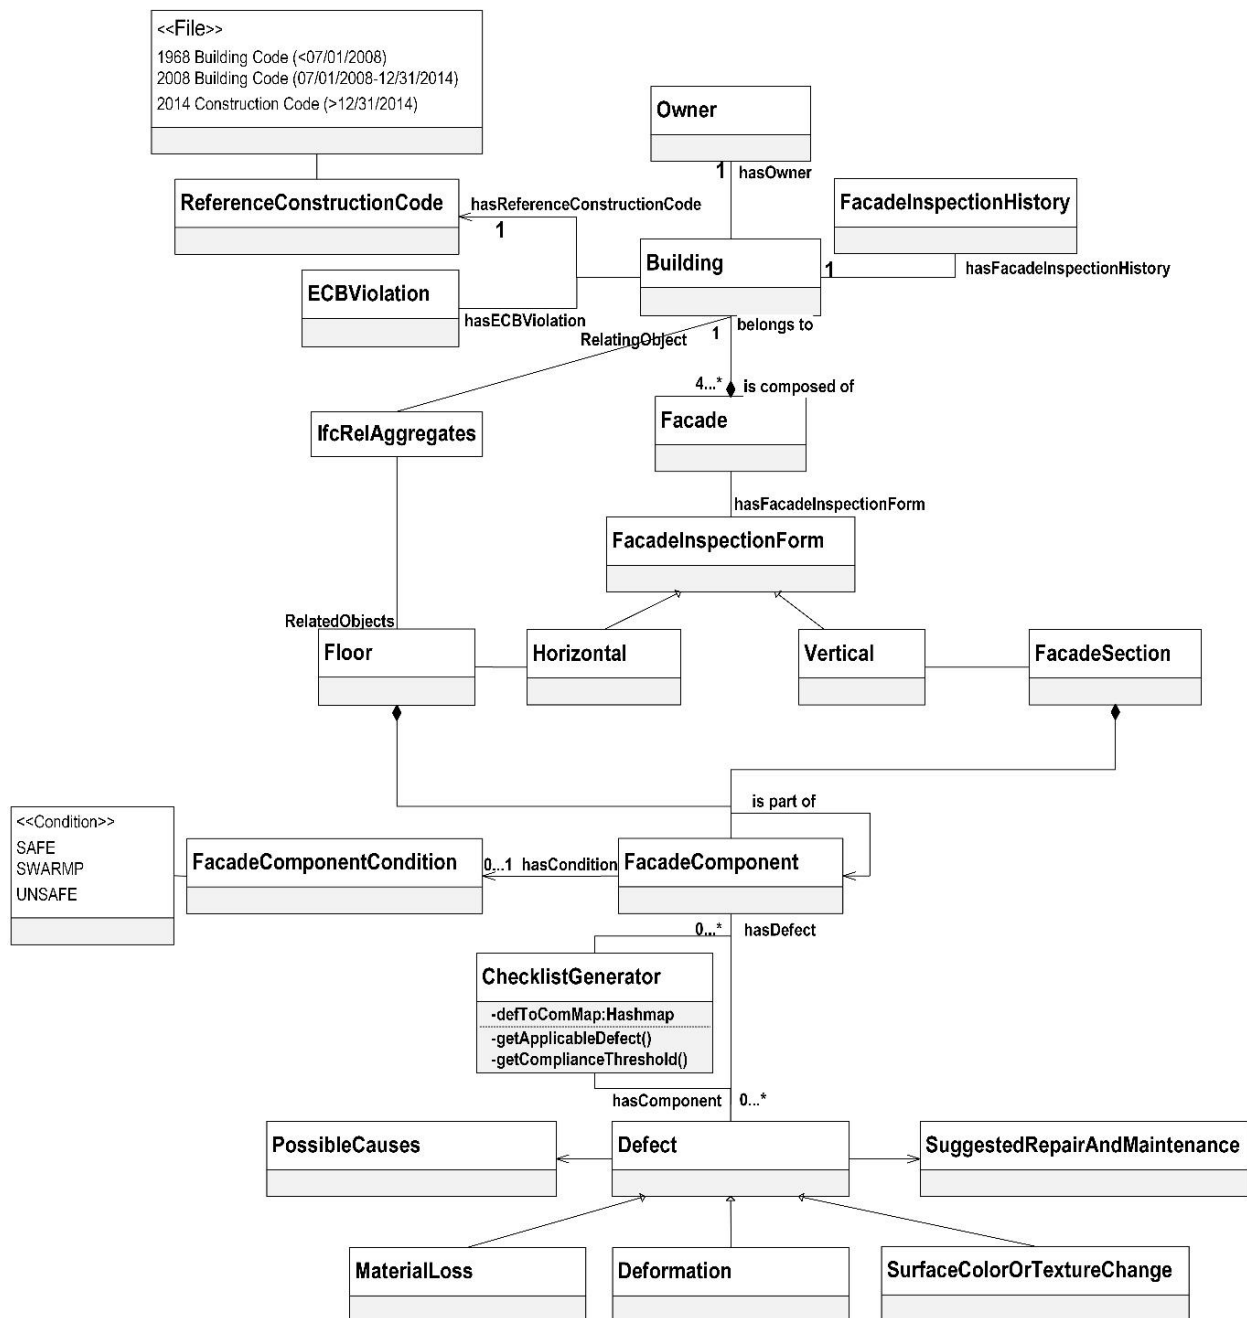 <<File>>
1968 Building Code (<07/01/2008)
2008 Building Code (07/01/2008-12/31/2014)
2014 Construction Code (>12/31/2014)
Owner
1
hasOwner
ReferenceConstructionCode
hasReferenceConstructionCode
1
FacadeInspectionHistory
Building
1
hasFacadeInspectionHistory
ECBViolation
hasECBViolation
RelatingObject
1
belongs to
4...*
is composed of
IfcRelAggregates
Facade
hasFacadeInspectionForm
FacadeInspectionForm
RelatedObjects
Floor
Horizontal
Vertical
FacadeSection
is part of
<<Condition>>
SAFE
SWARMP
UNSAFE
FacadeComponentCondition
0...1
hasCondition
FacadeComponent
0...*
hasDefect
ChecklistGenerator
-defToComMap:Hashmap
-getApplicableDefect()
-getComplianceThreshold()
hasComponent
0...*
PossibleCauses
Defect
SuggestedRepairAndMaintenance
MaterialLoss
Deformation
SurfaceColorOrTextureChange